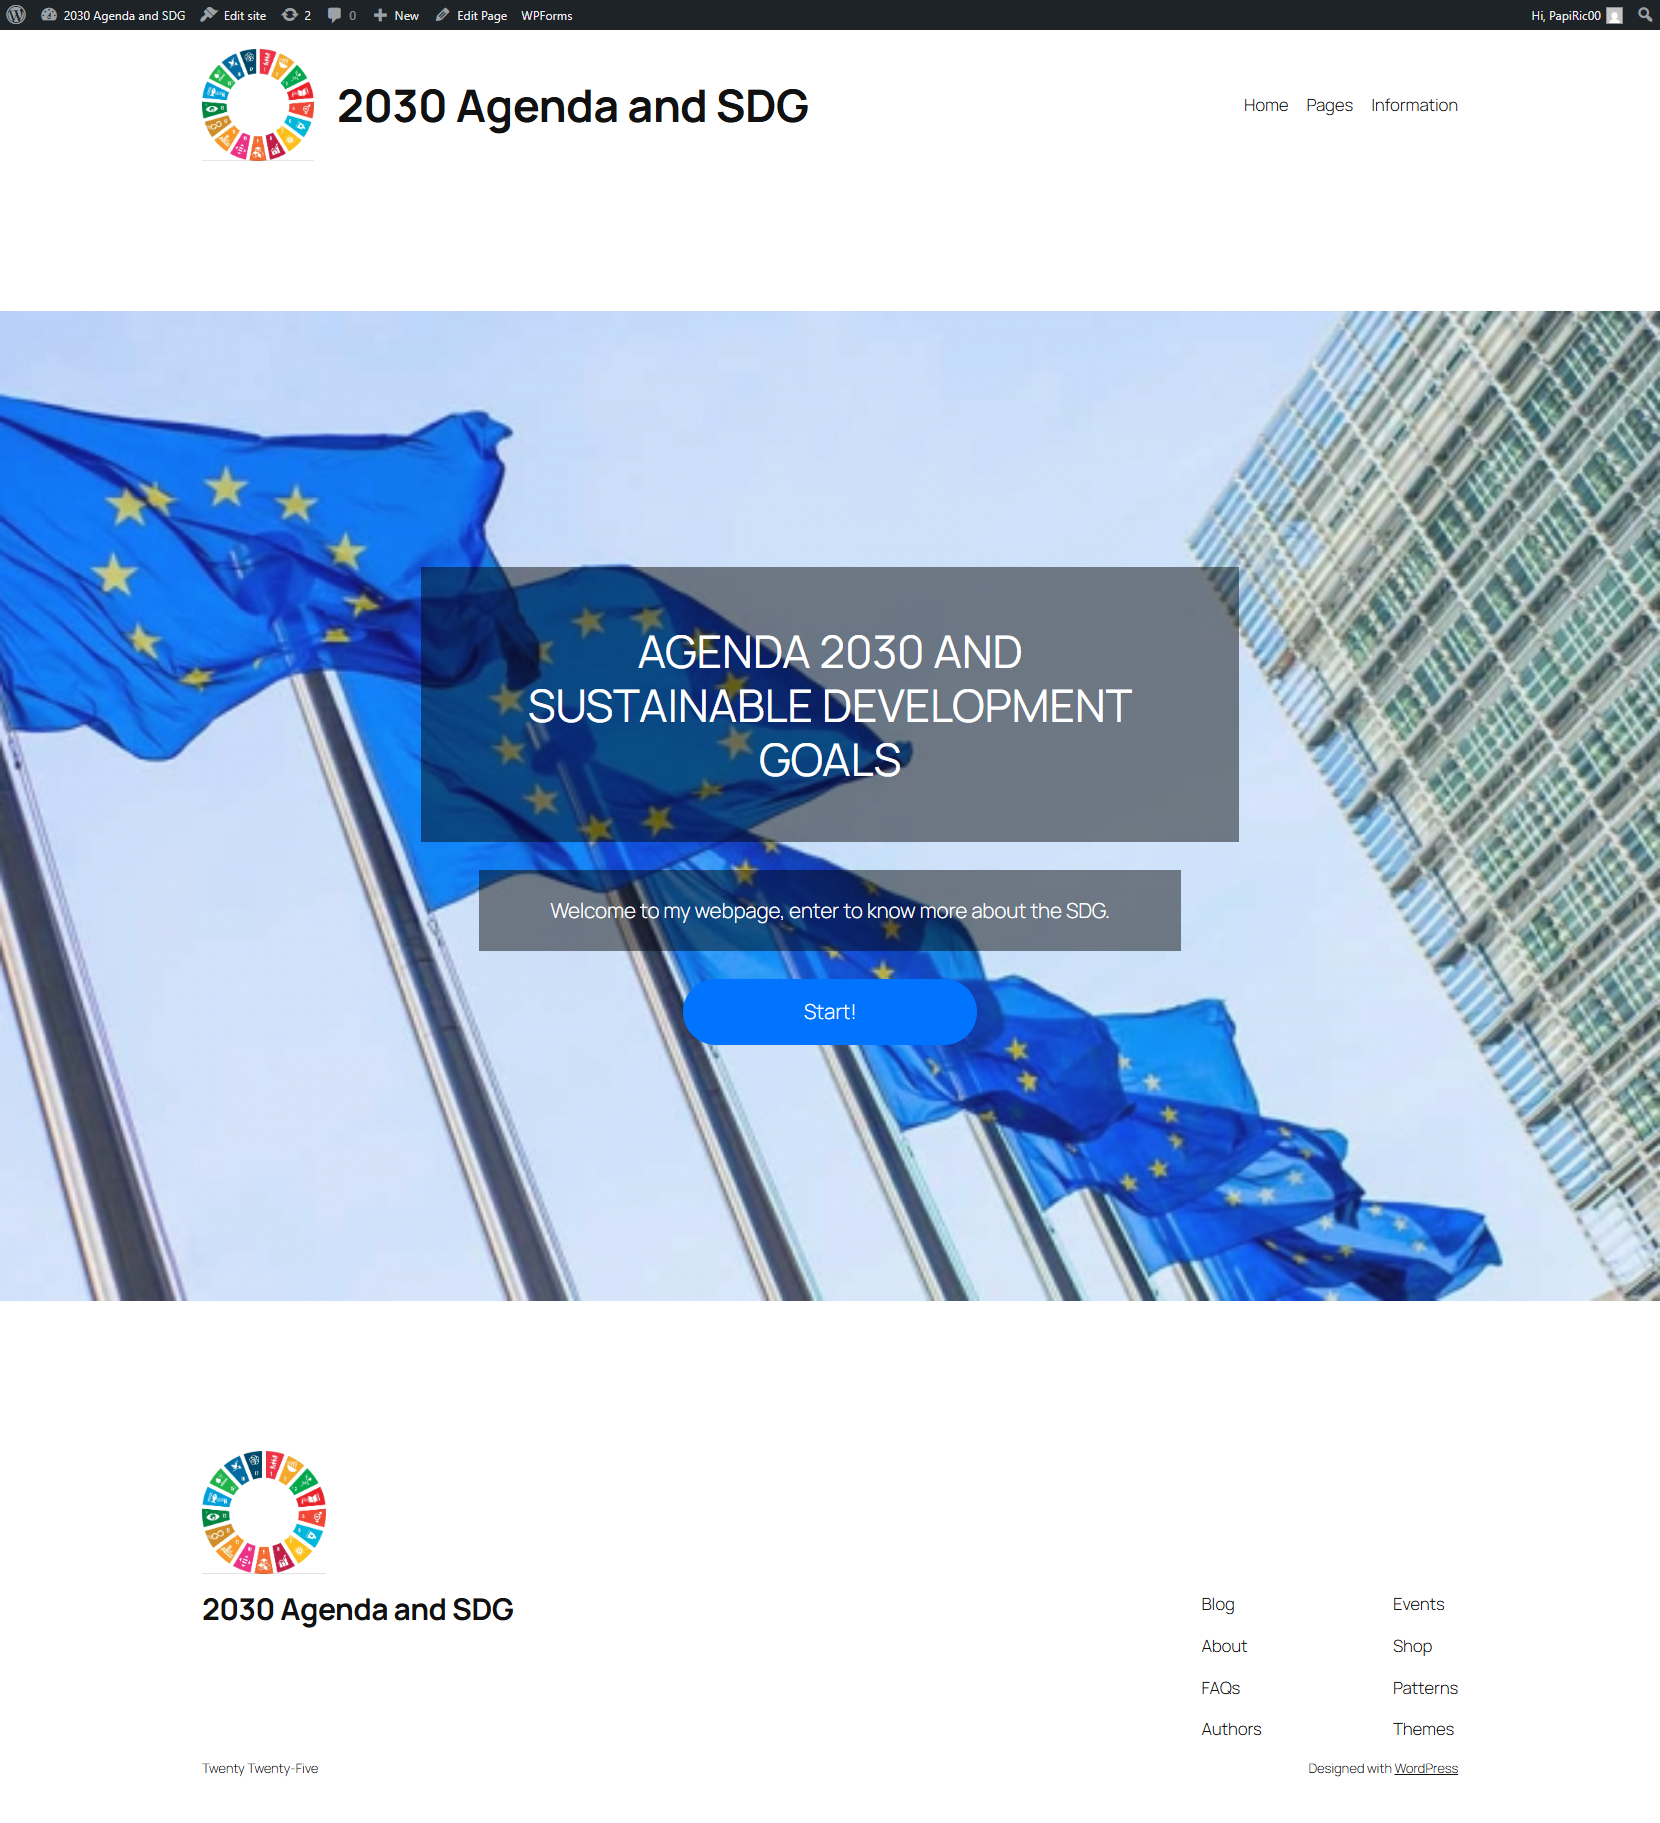 2030 Agenda and SDG Edit site 2 0 New Edit Page WPForms Hi, PapiRic00
2030 Agenda and SDG
Home Pages Information
AGENDA 2030 AND
SUSTAINABLE DEVELOPMENT
GOALS
Welcome to my webpage, enter to know more about the SDG.
Start!
2030 Agenda and SDG
Blog Events
About Shop
FAQs Patterns
Authors Themes
Twenty Twenty-Five
Designed with WordPress